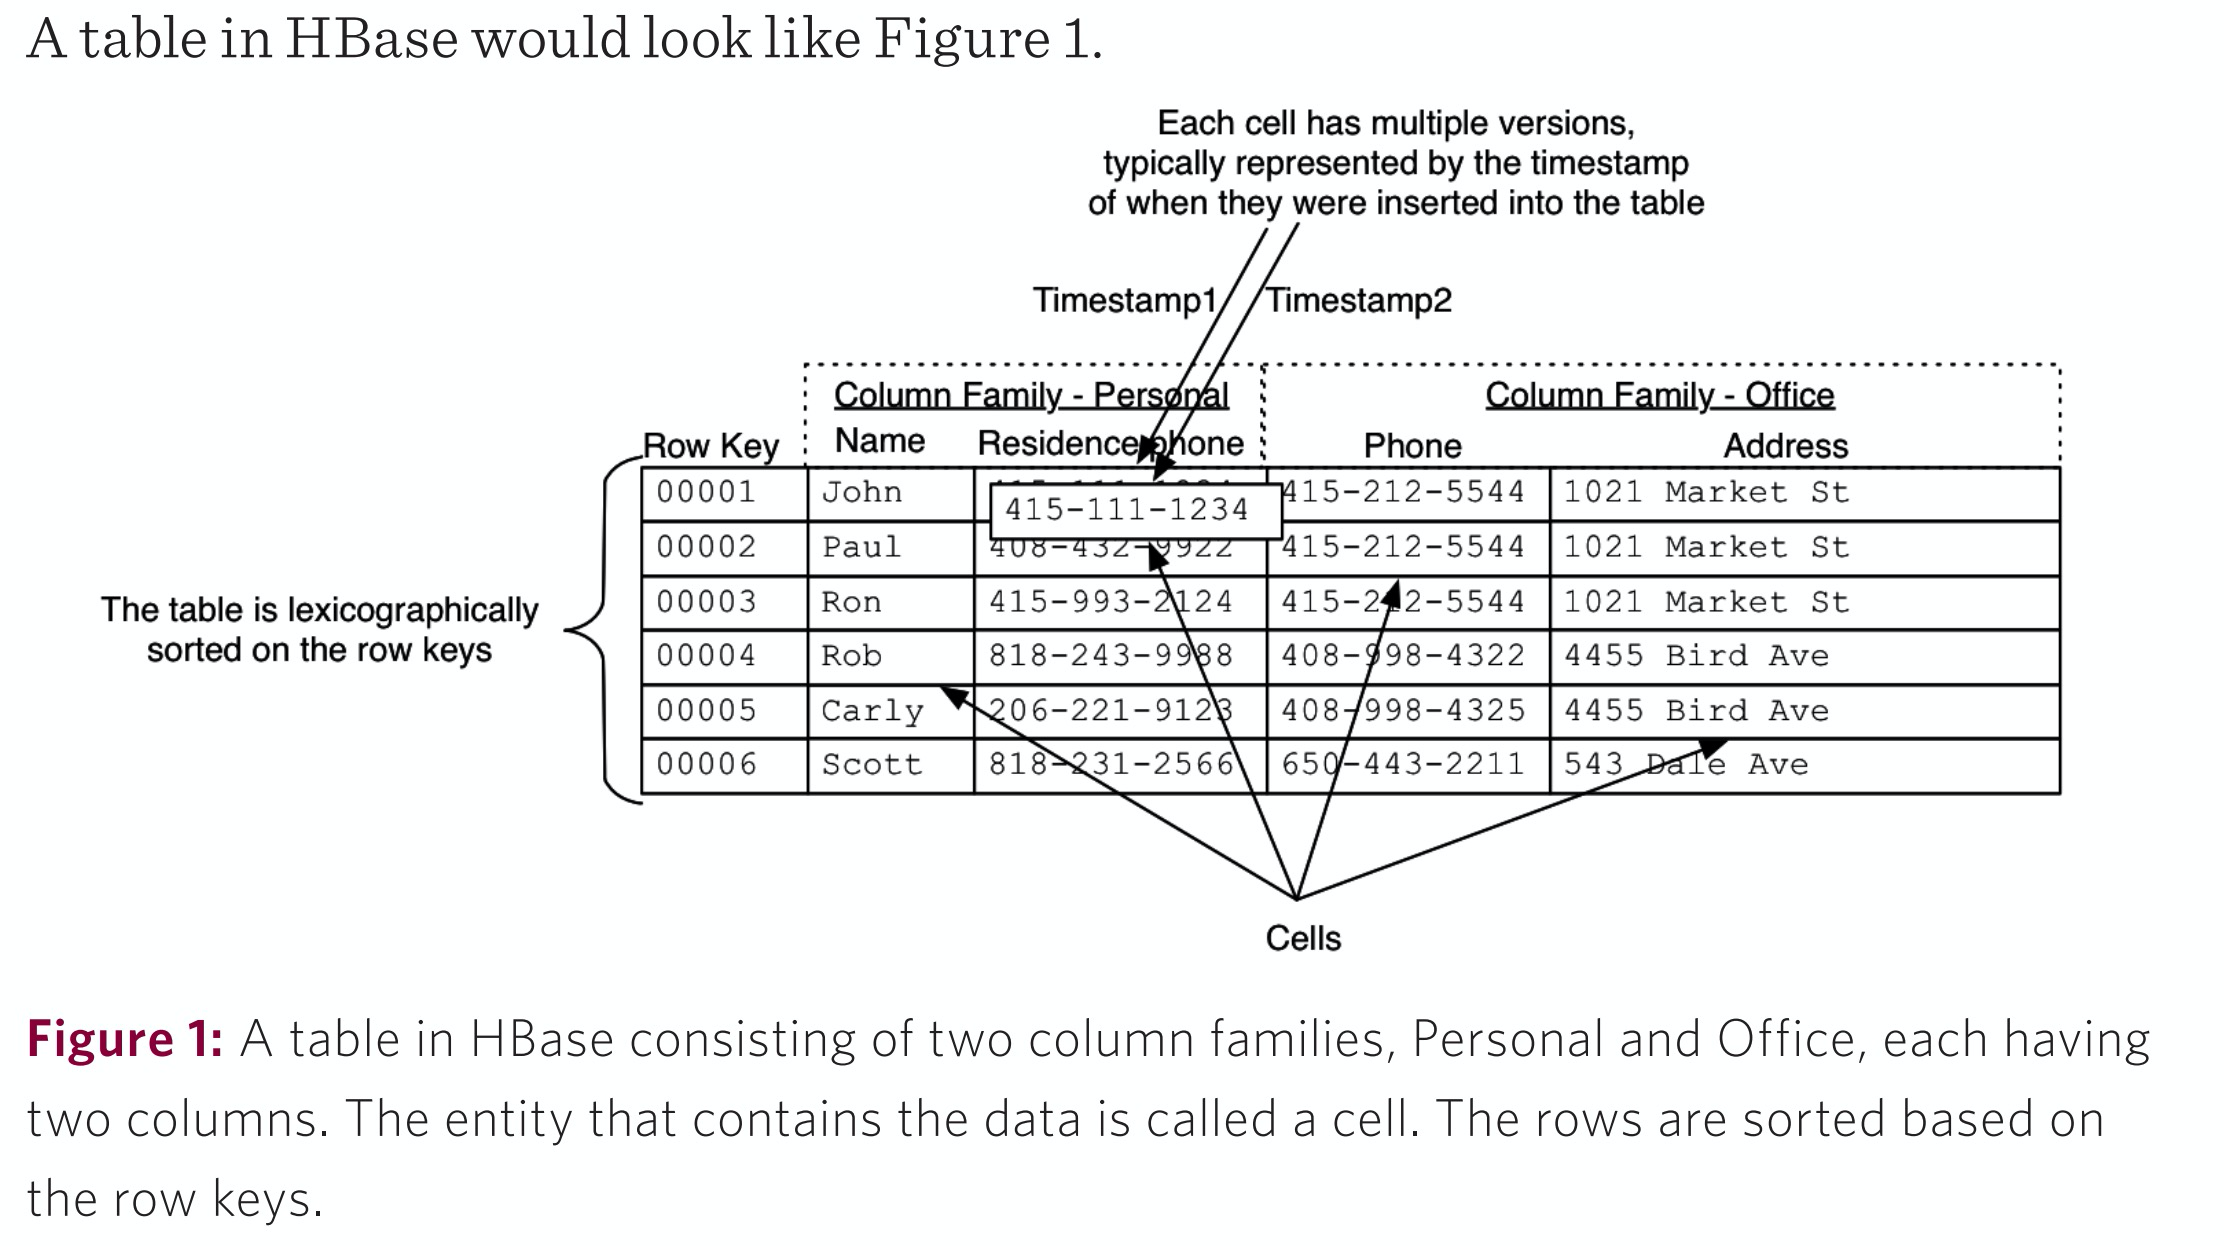 A table in HBase would look like Figure 1.
Each cell has multiple versions,
typically represented by the timestamp
of when they were inserted into the table
Timestamp1 Timestamp2
Column Family - Personal Column Family - Office
Row Key Name Residence phone Phone Address
00001 John 415-111-1234 415-212-5544 1021 Market St
00002 Paul 408-432-9922 415-212-5544 1021 Market St
00003 Ron 415-993-2124 415-212-5544 1021 Market St
The table is lexicographically
sorted on the row keys
00004 Rob 818-243-9988 408-998-4322 4455 Bird Ave
00005 Carly 206-221-9123 408-998-4325 4455 Bird Ave
00006 Scott 818-231-2566 650-443-2211 543 Dale Ave
Cells
Figure 1: A table in HBase consisting of two column families, Personal and Office, each having
two columns. The entity that contains the data is called a cell. The rows are sorted based on
the row keys.